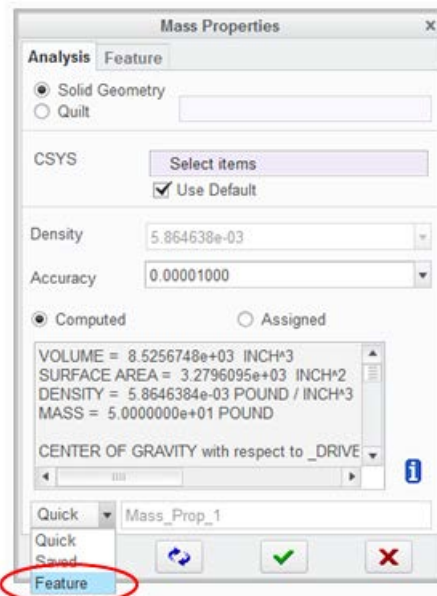 Mass Properties x
Analysis Feature
Solid Geometry
Quilt
CSYS Select items
Use Default
Density 5.864638e-03
Accuracy 0.00001000
Computed Assigned
VOLUME = 8.5256748e+03 INCH^3
SURFACE AREA = 3.2796095e+03 INCH^2
DENSITY = 5.8646384e-03 POUND / INCH^3
MASS = 5.0000000e+01 POUND
CENTER OF GRAVITY with respect to _DRIVE
Quick Mass_Prop_1
Quick
Saved
Feature